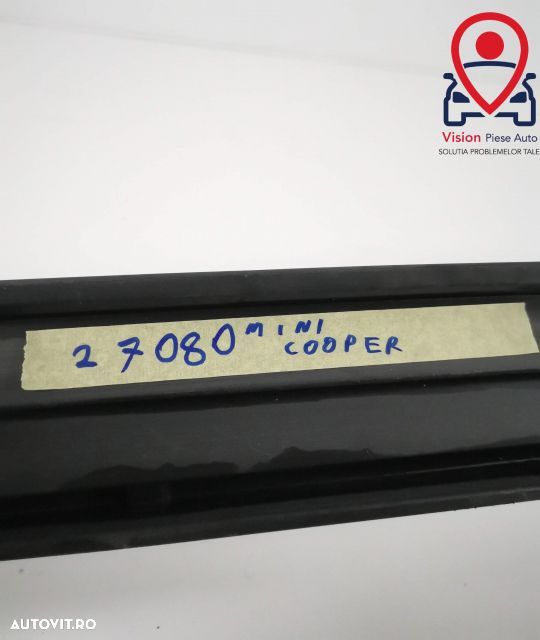 Vision Piese Auto
SOLUTIA PROBLEMELOR TALE
27080 MINI
COOPER
AUTOVIT.RO